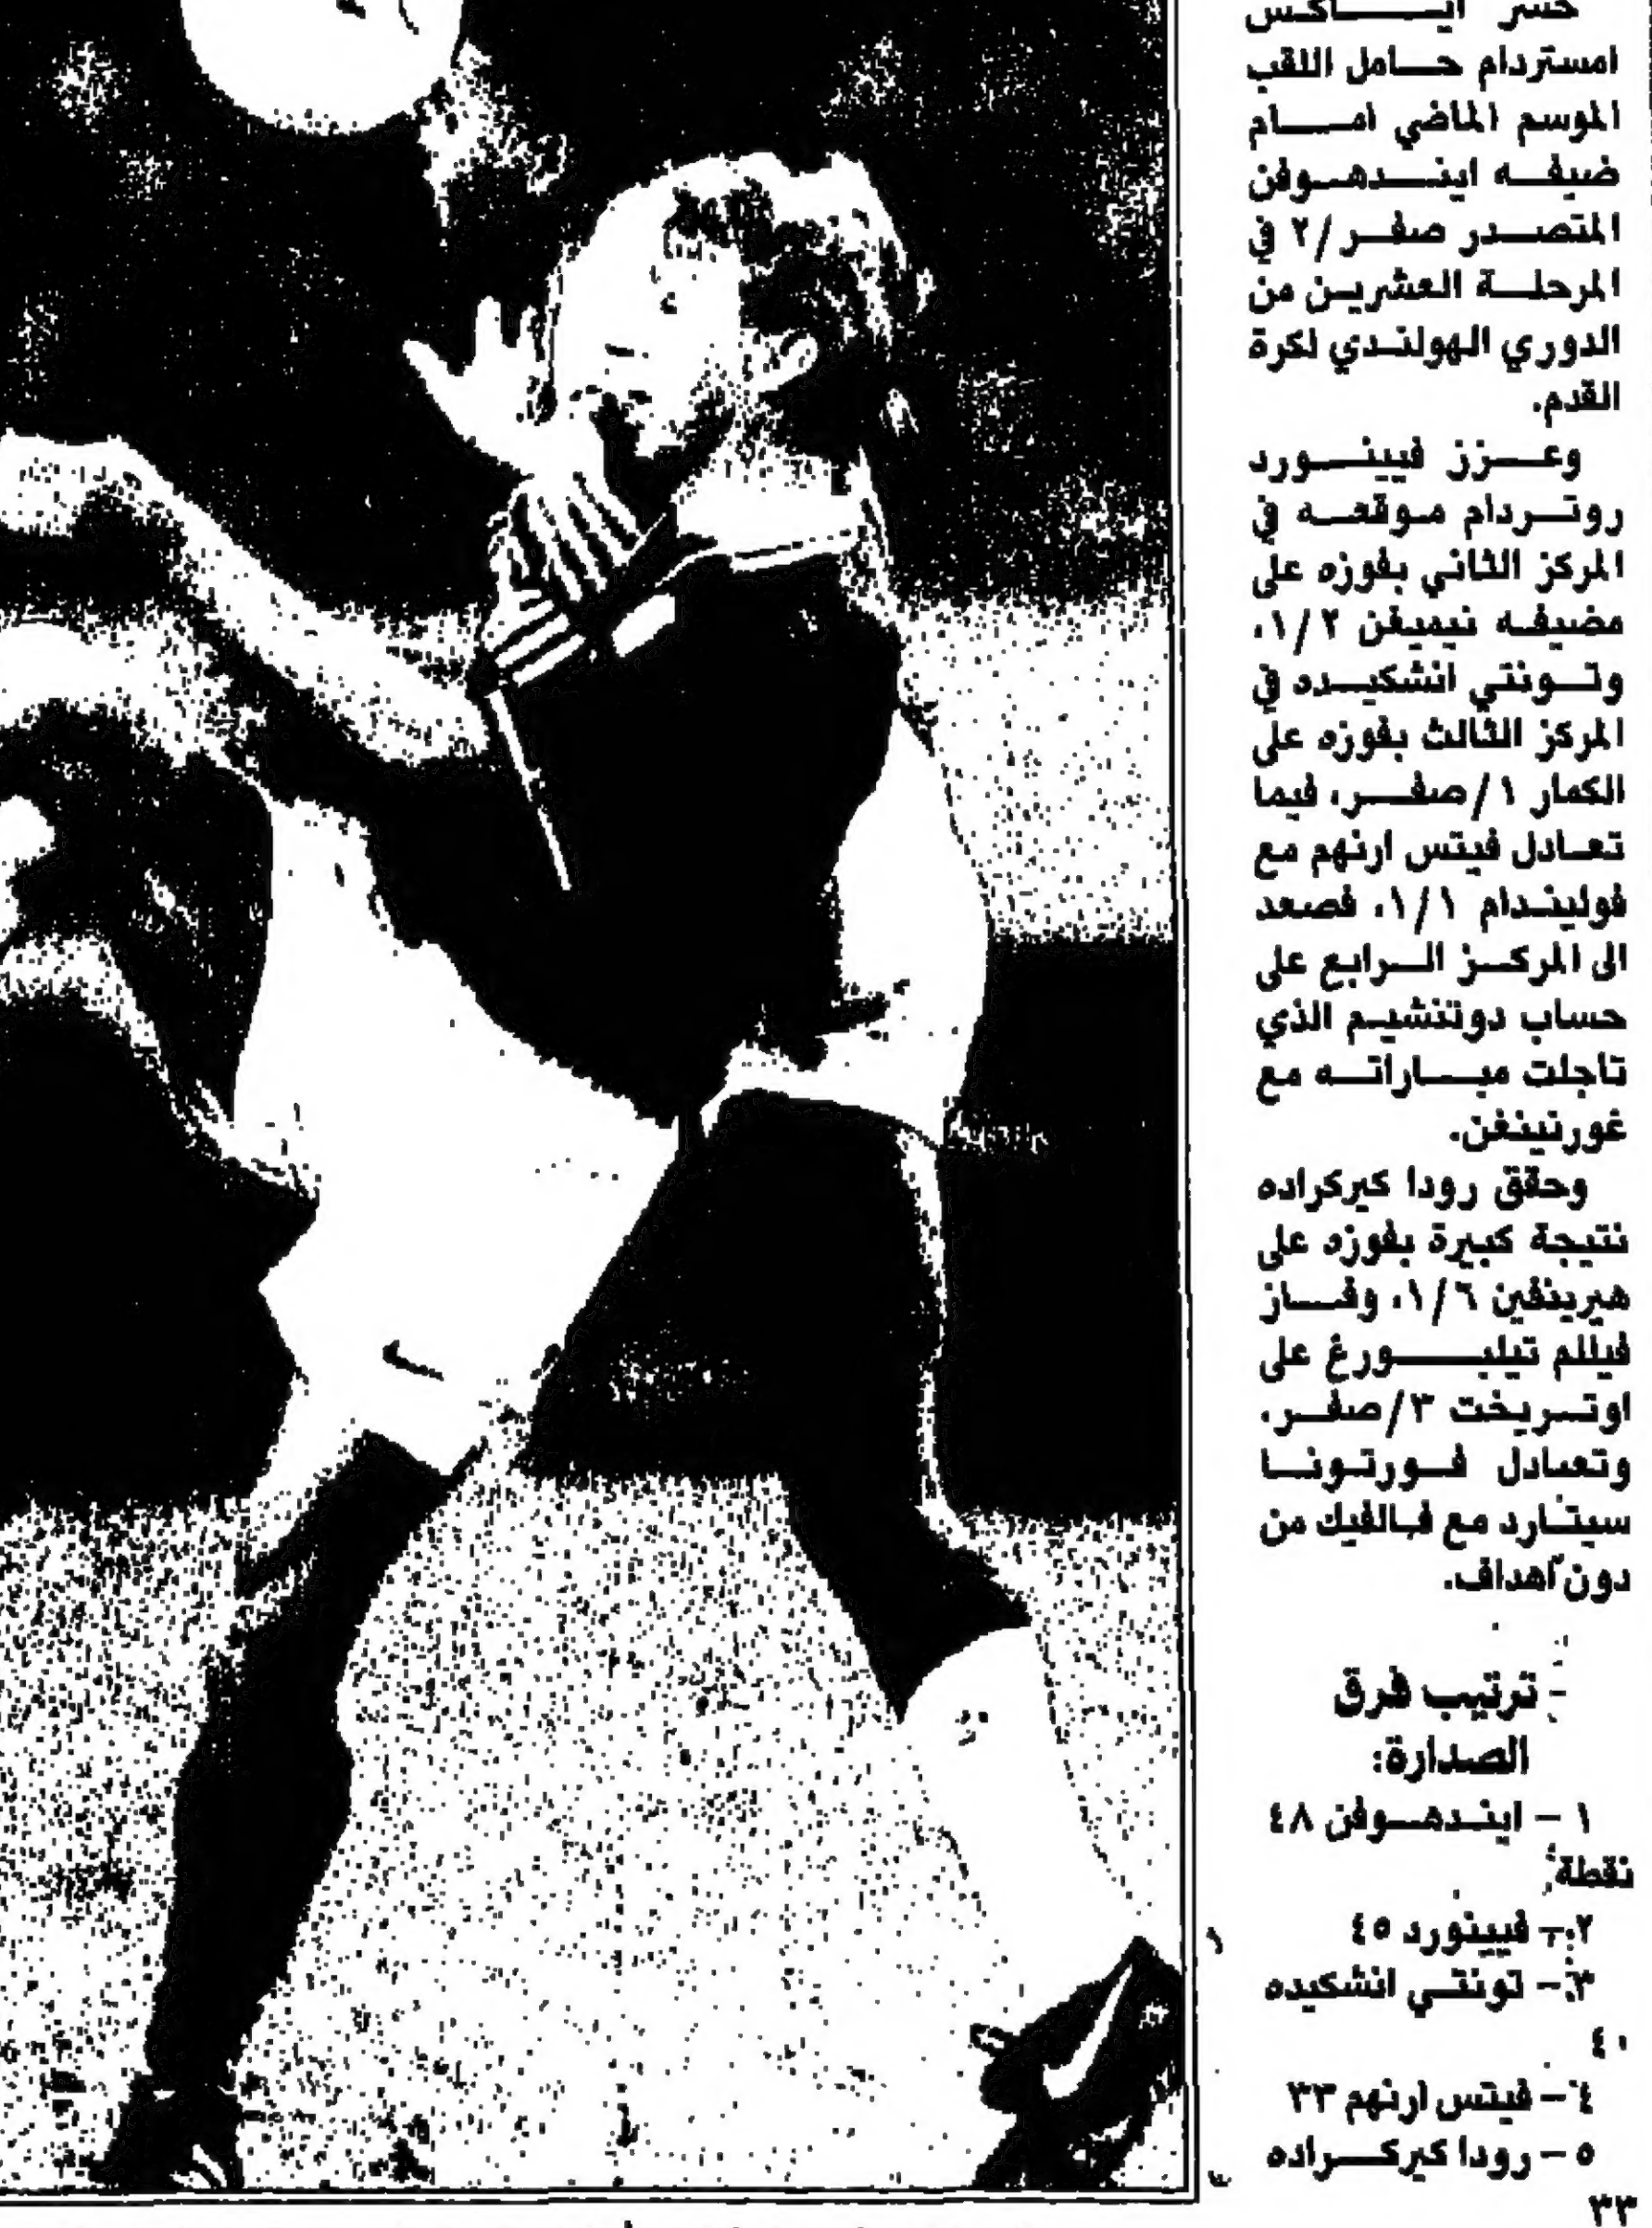 خسر اياكس
امستردام حامل اللقب
الموسم الماضي امام
ضيفه ايندهوفن
المتصدر صفر/٢ في
المرحلة العشرين من
الدوري الهولندي لكرة
القدم.
وعزز فيينورد
روتردام موقعه في
المركز الثاني بفوزه على
مضيفه نيميغن ١/٢،
وتونتي انشكيده في
المركز الثالث بفوزه على
الكمار ١/صفر، فيما
تعادل فيتس ارنهم مع
فوليندام ١/١، فصعد
الى المركز الرابع على
حساب دوتنشيم الذي
تاجلت مباراته مع
غورنينغن.
وحقق رودا كيركراده
نتيجة كبيرة بفوزه على
هيرينفين ١/٦، وفاز
فيللم تيلبورغ على
اوتريخت ٣/صفر،
وتعادل فورتونا
سيتارد مع فالفيك من
دون اهداف.
- ترتيب فرق
الصدارة:
١ - ايندهوفن ٤٨
نقطة
٢ - فيينورد ٤٥
٣ - تونتي انشكيده
٤٠
٤ - فيتس ارنهم ٣٣
٥ - رودا كيركراده
٣٣